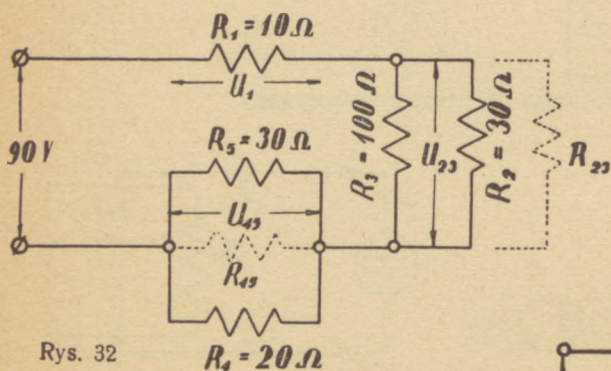 R₁ = 10 Ω
U₁
90 V
R₅ = 30 Ω
U₄₅
R₄₅
R₄ = 20 Ω
R₃ = 100 Ω
U₂₃
R₂ = 30 Ω
R₂₃
Rys. 32